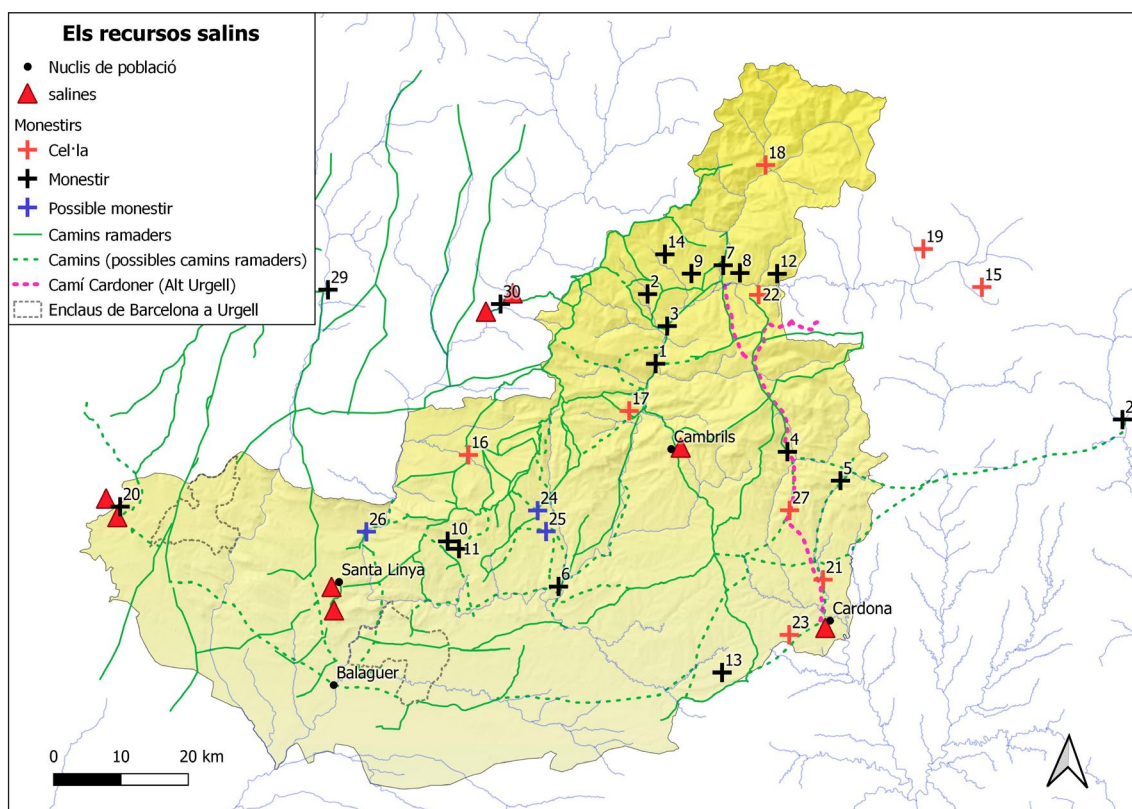 Els recursos salins
Nuclis de població
salines
Monestirs
Cel·la
Monestir
Possible monestir
Camins ramaders
Camins (possibles camins ramaders)
Camí Cardoner (Alt Urgell)
Enclaus de Barcelona a Urgell
18
19
14
7
9
8
12
15
29
2
22
30
3
1
17
2
Cambrils
16
4
5
20
24
27
26
25
10
11
Santa Linya
6
21
Cardona
23
13
Balaguer
0 10 20 km